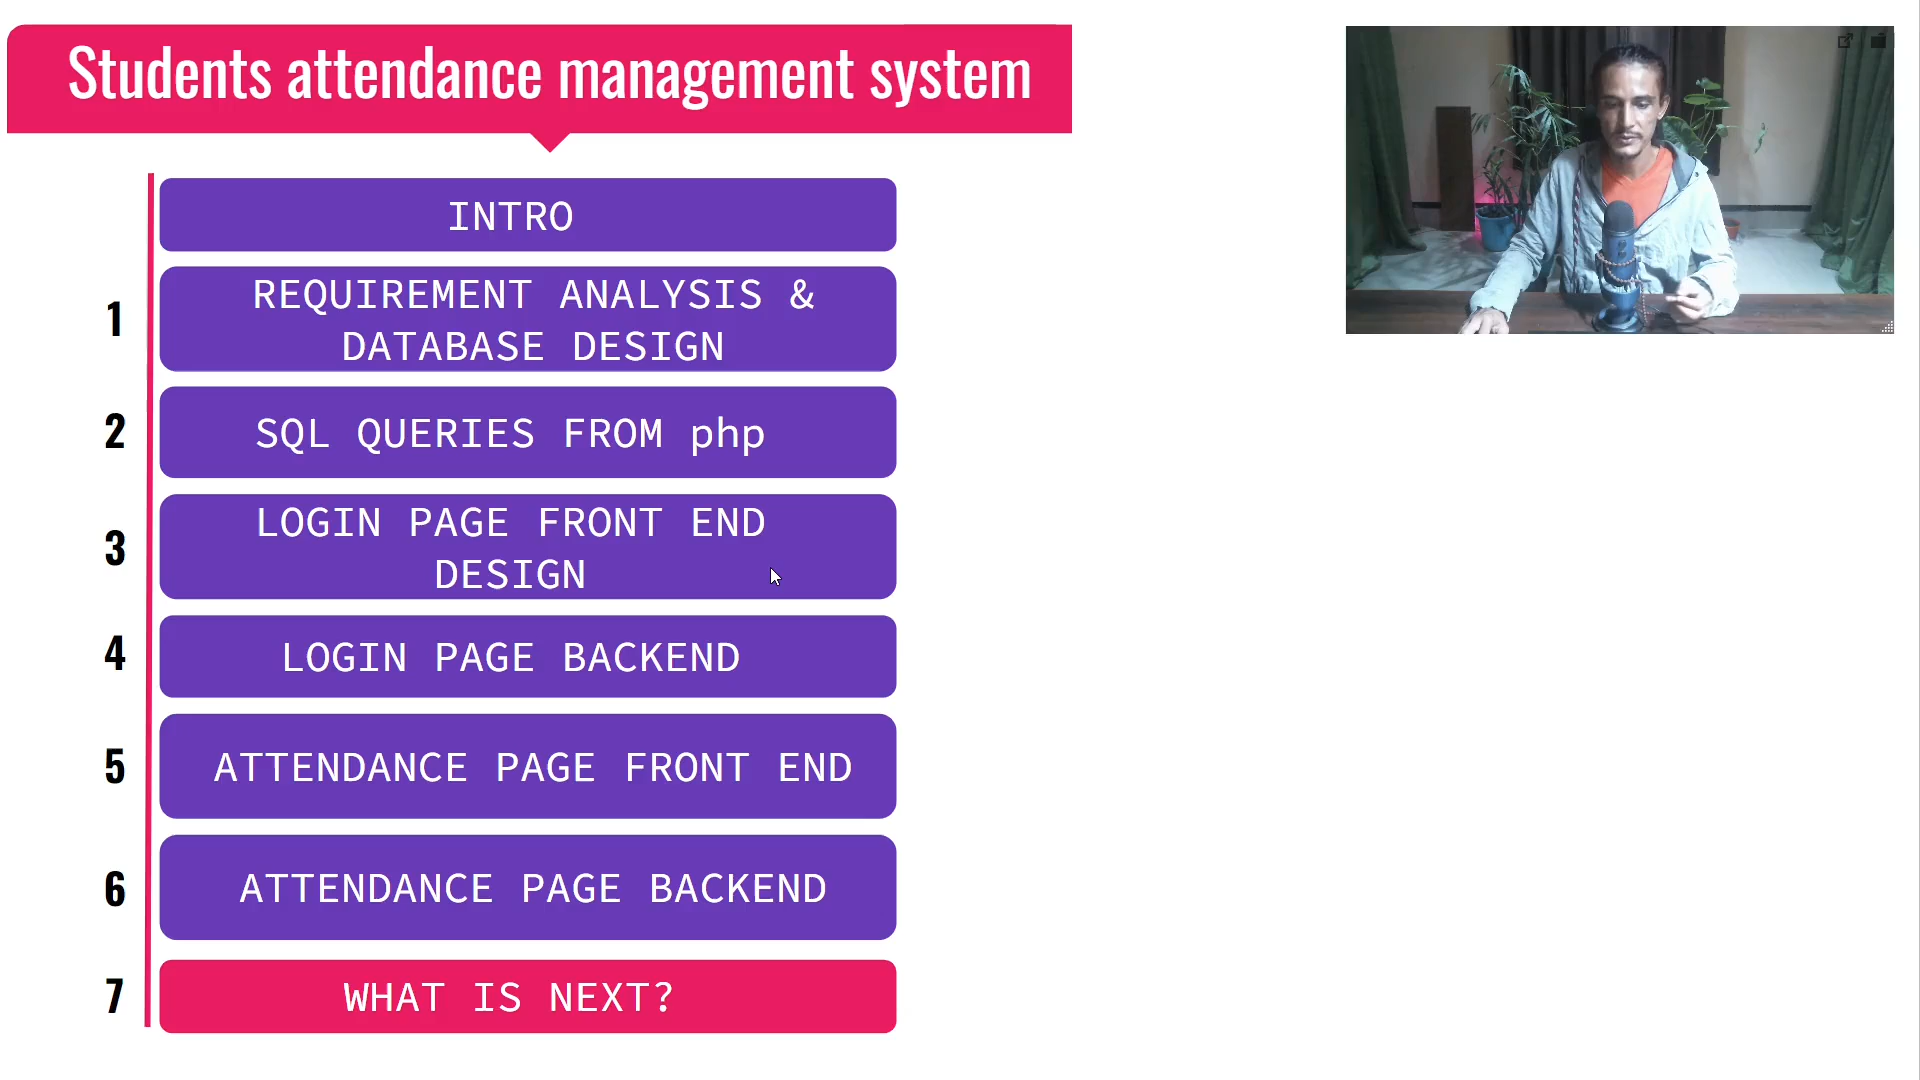 Students attendance management system
INTRO
1
REQUIREMENT ANALYSIS &
DATABASE DESIGN
2
SQL QUERIES FROM php
3
LOGIN PAGE FRONT END
DESIGN
4
LOGIN PAGE BACKEND
5
ATTENDANCE PAGE FRONT END
6
ATTENDANCE PAGE BACKEND
7
WHAT IS NEXT?